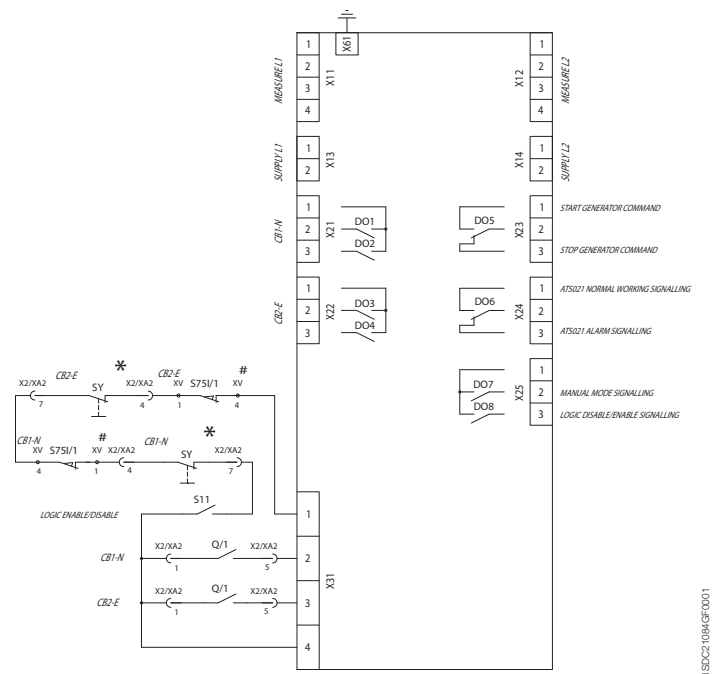 X61
1
2
3
4
X11
MEASURE L1
1
2
3
4
X12
MEASURE L2
1
2
X13
SUPPLY L1
1
2
X14
SUPPLY L2
1
2
3
X21
CB1-N
DO1
DO2
1
2
3
X23
DO5
START GENERATOR COMMAND
STOP GENERATOR COMMAND
1
2
3
X22
CB2-E
DO3
DO4
1
2
3
X24
DO6
ATS021 NORMAL WORKING SIGNALLING
ATS021 ALARM SIGNALLING
1
2
3
X25
DO7
DO8
MANUAL MODE SIGNALLING
LOGIC DISABLE/ENABLE SIGNALLING
CB2-E * CB2-E #
X2/XA2 SY X2/XA2 XV S75I/1 XV
7 4 1 4
CB1-N # CB1-N *
XV S75I/1 XV X2/XA2 SY X2/XA2
4 1 4 7
S11
LOGIC ENABLE/DISABLE
1
X2/XA2 Q/1 X2/XA2
CB1-N
1 5
2
X2/XA2 Q/1 X2/XA2
CB2-E
1 5
3
4
X31
1SDC21084GF0001